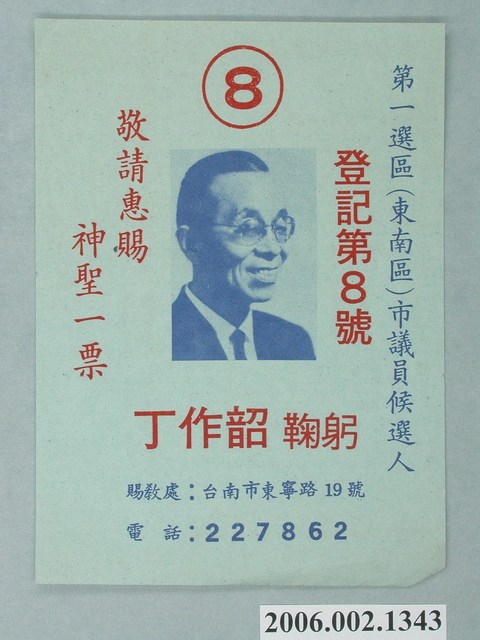 8
第一選區(東南區)市議員候選人
登記第8號
敬請惠賜
神聖一票
丁作韶 鞠躬
賜教處:台南市東寧路19號
電話:227862
2006.002.1343